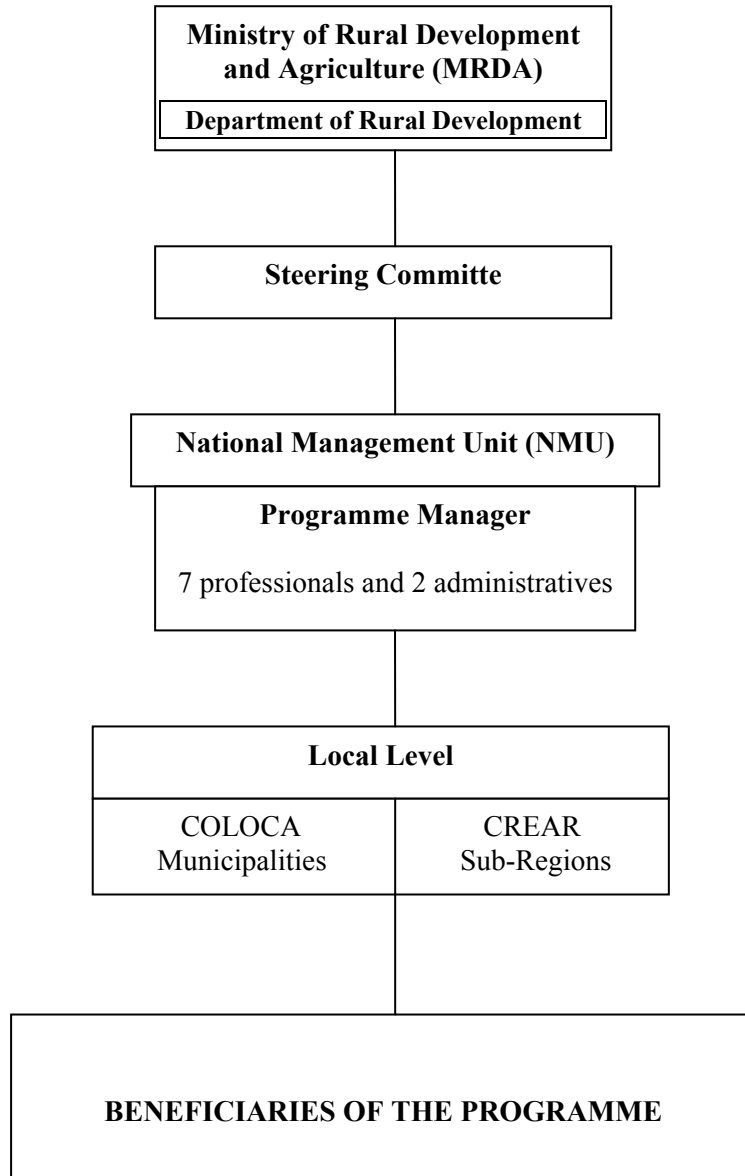 Ministry of Rural Development
and Agriculture (MRDA)
Department of Rural Development
Steering Committe
National Management Unit (NMU)
Programme Manager
7 professionals and 2 administratives
Local Level
COLOCA
Municipalities
CREAR
Sub-Regions
BENEFICIARIES OF THE PROGRAMME